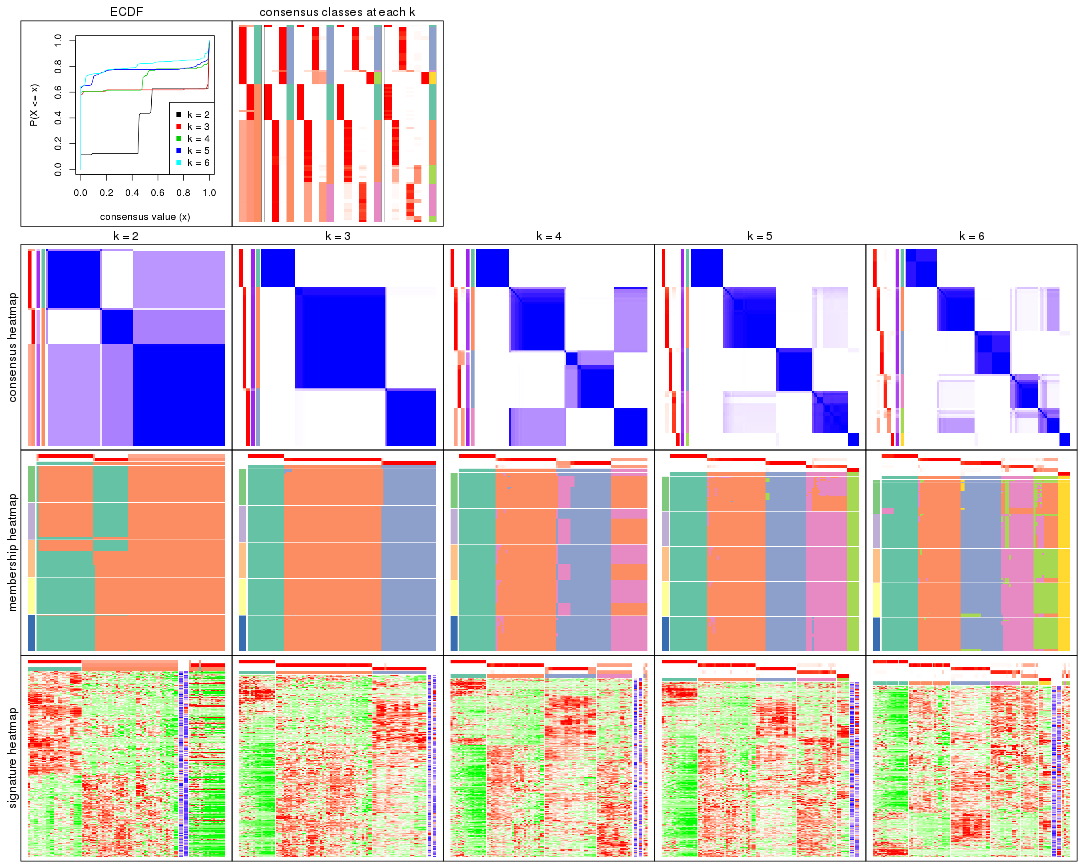 ECDF
consensus classes at each k
P(X <= x)
0.0 0.2 0.4 0.6 0.8 1.0
k = 2
k = 3
k = 4
k = 5
k = 6
0.0 0.2 0.4 0.6 0.8 1.0
consensus value (x)
k = 2
k = 3
k = 4
k = 5
k = 6
consensus heatmap
membership heatmap
signature heatmap